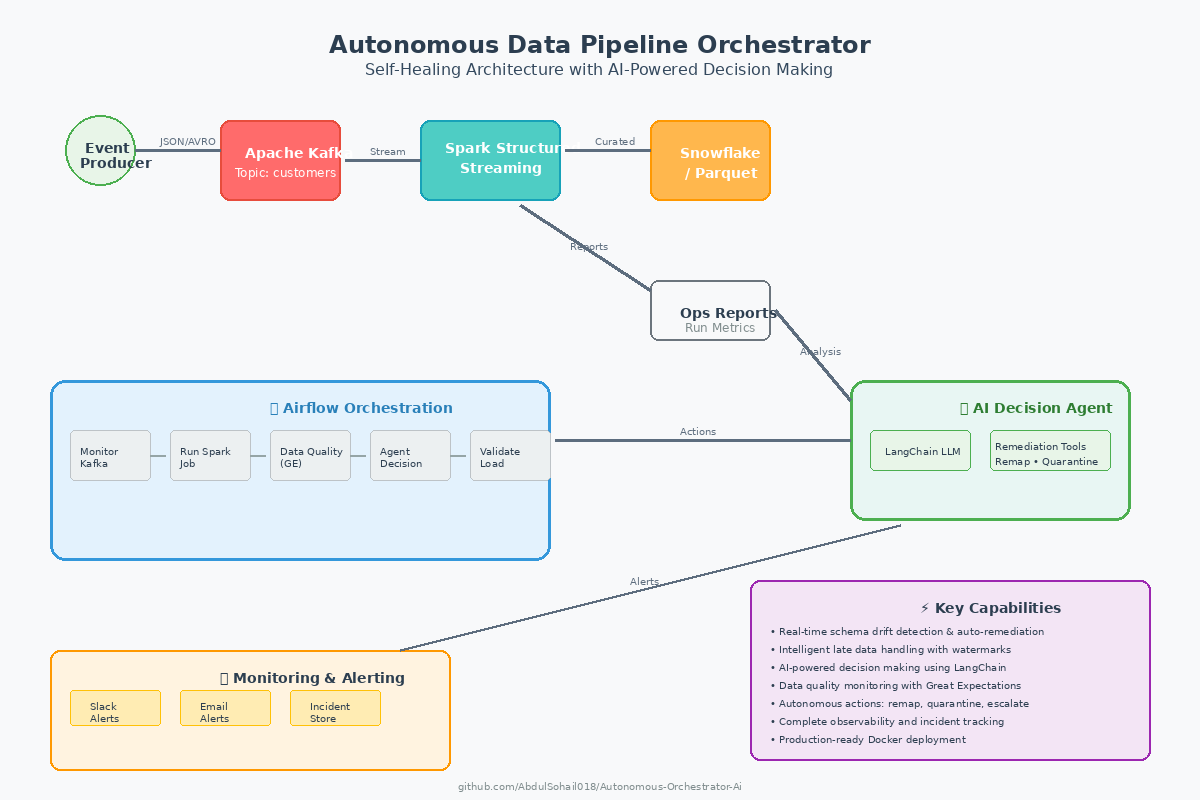 Autonomous Data Pipeline Orchestrator
Self-Healing Architecture with AI-Powered Decision Making
Event
Producer
JSON/AVRO
Apache Kafk
Topic: customers
Stream
Spark Structur
Streaming
Curated
Snowflake
/ Parquet
Reports
Ops Reports
Run Metrics
Analysis
Airflow Orchestration
Monitor
Kafka
Run Spark
Job
Data Quality
(GE)
Agent
Decision
Validate
Load
Actions
AI Decision Agent
LangChain LLM
Remediation Tools
Remap • Quarantine
Alerts
Monitoring & Alerting
Slack
Alerts
Email
Alerts
Incident
Store
⚡ Key Capabilities
• Real-time schema drift detection & auto-remediation
• Intelligent late data handling with watermarks
• AI-powered decision making using LangChain
• Data quality monitoring with Great Expectations
• Autonomous actions: remap, quarantine, escalate
• Complete observability and incident tracking
• Production-ready Docker deployment
github.com/AbdulSohail018/Autonomous-Orchestrator-Ai